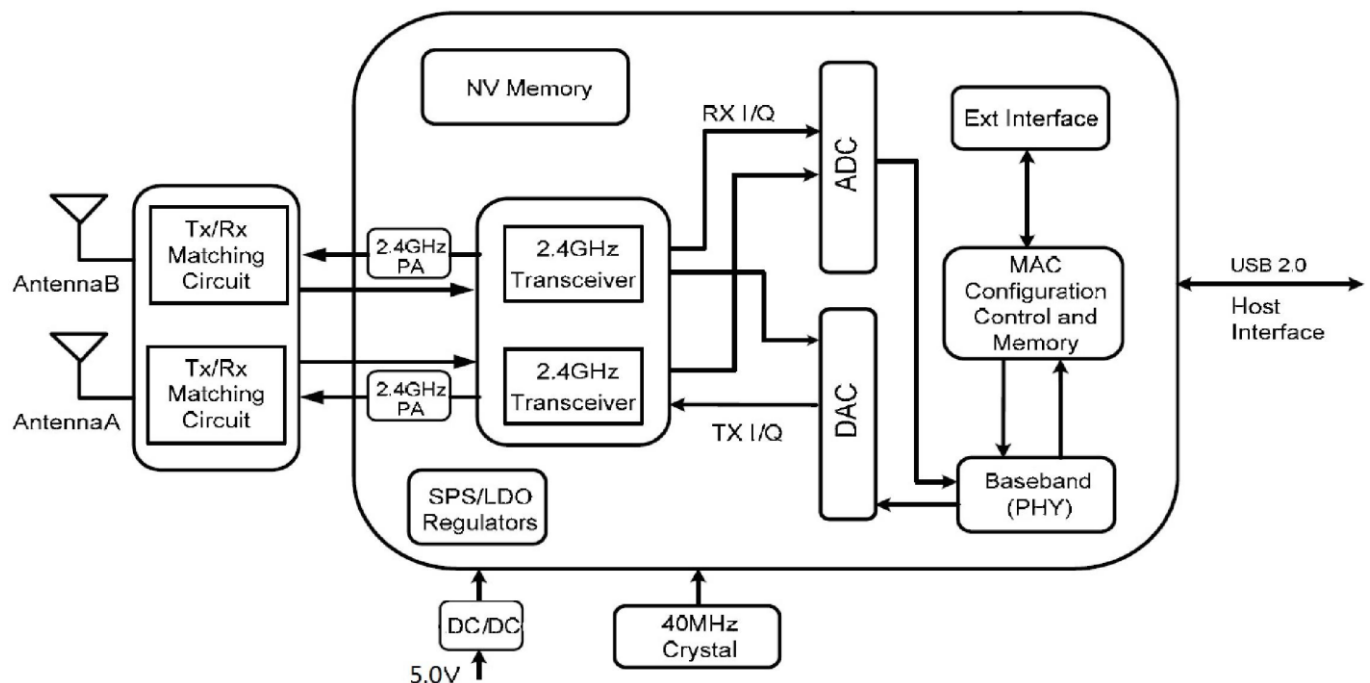 NV Memory
RX I/Q
ADC
Ext Interface
Tx/Rx
Matching
Circuit
2.4GHz
PA
2.4GHz
Transceiver
MAC
Configuration
Control and
Memory
USB 2.0
Host
Interface
AntennaB
Tx/Rx
Matching
Circuit
2.4GHz
PA
2.4GHz
Transceiver
AntennaA
TX I/Q
DAC
SPS/LDO
Regulators
Baseband
(PHY)
DC/DC
5.0V
40MHz
Crystal